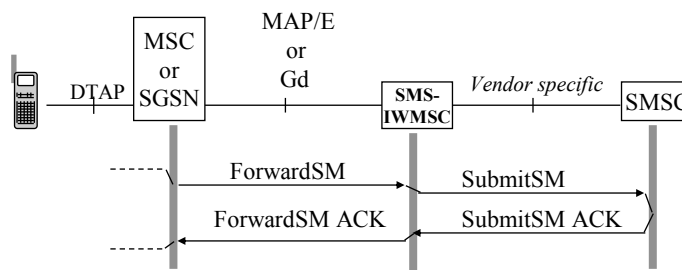 MAP/E
or
Gd
MSC
or
SGSN
DTAP
SMS-
IWMSC
Vendor specific
SMSC
ForwardSM
SubmitSM
ForwardSM ACK
SubmitSM ACK